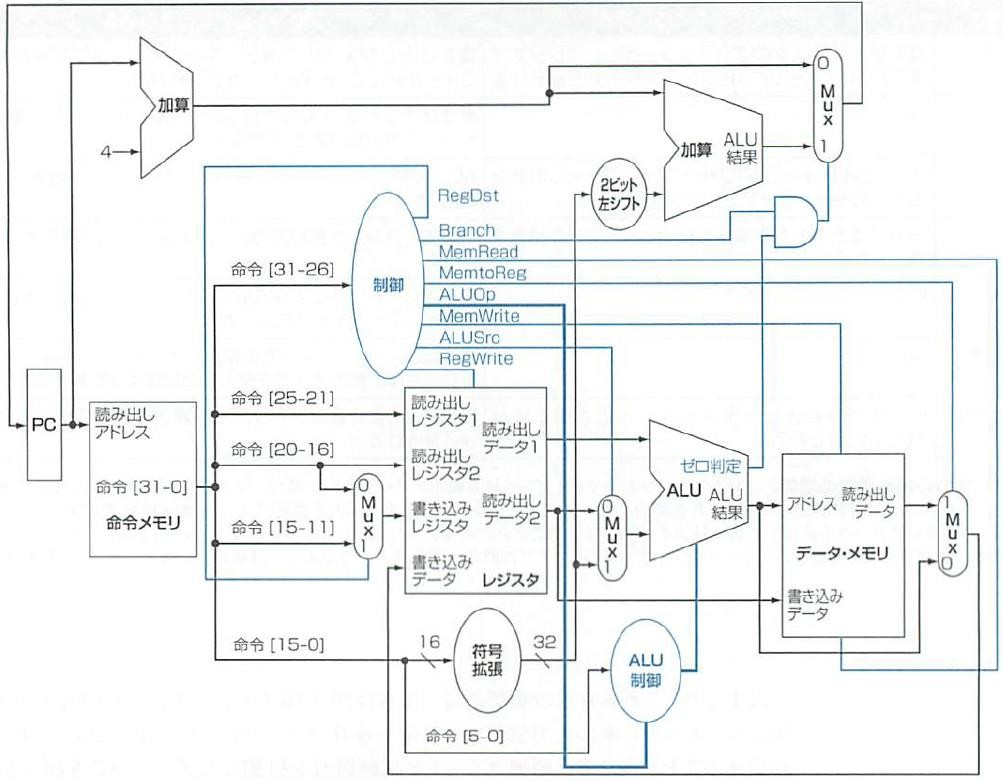 加算
4
0
Mux
1
加算
ALU
結果
2ビット
左シフト
RegDst
Branch
MemRead
MemtoReg
ALUOp
MemWrite
ALUSrc
RegWrite
制御
命令 [31-26]
PC
読み出し
アドレス
命令 [31-0]
命令メモリ
命令 [25-21]
命令 [20-16]
命令 [15-11]
0
Mux
1
読み出し
レジスタ1
読み出し
レジスタ2
書き込み
レジスタ
書き込み
データ
読み出し
データ1
読み出し
データ2
レジスタ
0
Mux
1
ゼロ判定
ALU
ALU
結果
アドレス
読み出し
データ
データ・メモリ
書き込み
データ
1
Mux
0
命令 [15-0]
16
符号
拡張
32
ALU
制御
命令 [5-0]